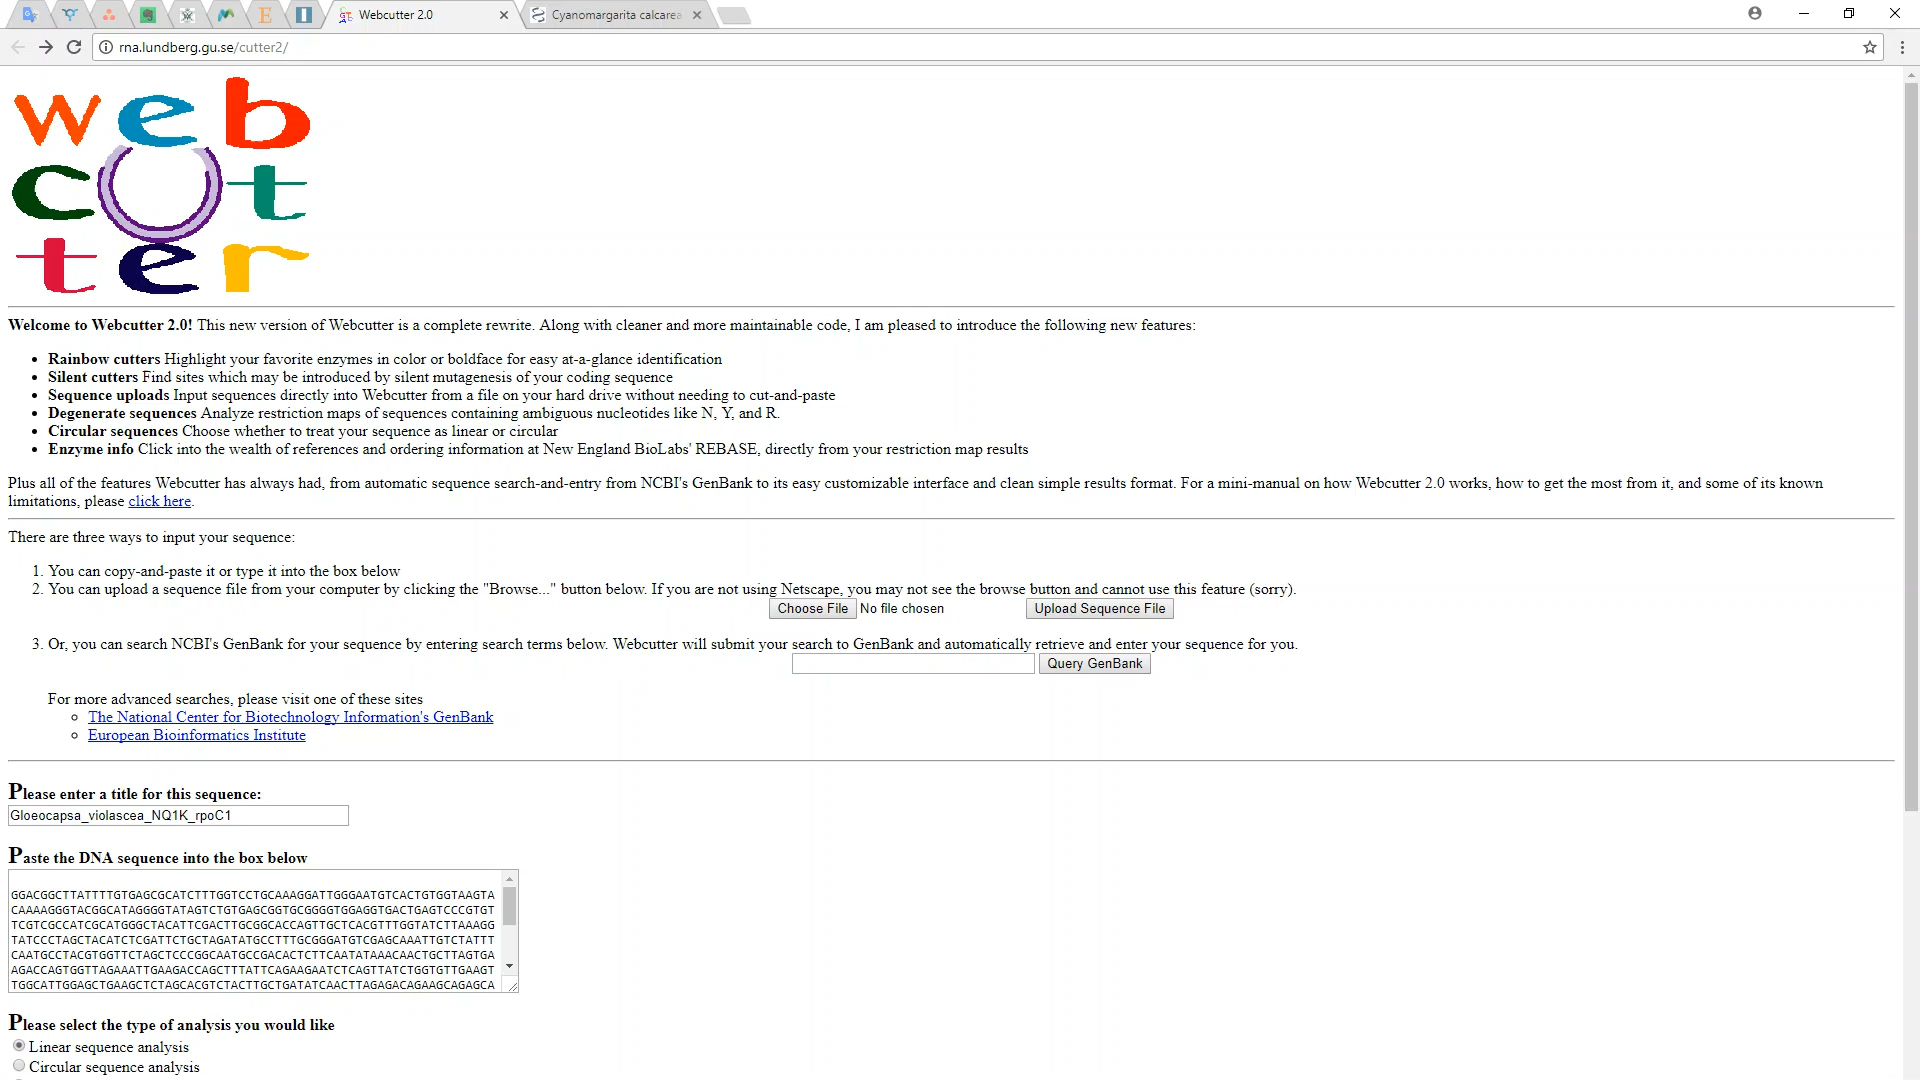 Webcutter 2.0
Cyanomargarita calcarea
rna.lundberg.gu.se/cutter2/
web
cutter
Welcome to Webcutter 2.0! This new version of Webcutter is a complete rewrite. Along with cleaner and more maintainable code, I am pleased to introduce the following new features:
Rainbow cutters Highlight your favorite enzymes in color or boldface for easy at-a-glance identification
Silent cutters Find sites which may be introduced by silent mutagenesis of your coding sequence
Sequence uploads Input sequences directly into Webcutter from a file on your hard drive without needing to cut-and-paste
Degenerate sequences Analyze restriction maps of sequences containing ambiguous nucleotides like N, Y, and R.
Circular sequences Choose whether to treat your sequence as linear or circular
Enzyme info Click into the wealth of references and ordering information at New England BioLabs' REBASE, directly from your restriction map results
Plus all of the features Webcutter has always had, from automatic sequence search-and-entry from NCBI's GenBank to its easy customizable interface and clean simple results format. For a mini-manual on how Webcutter 2.0 works, how to get the most from it, and some of its known
limitations, please click here.
There are three ways to input your sequence:
1. You can copy-and-paste it or type it into the box below
2. You can upload a sequence file from your computer by clicking the "Browse..." button below. If you are not using Netscape, you may not see the browse button and cannot use this feature (sorry).
Choose File No file chosen Upload Sequence File
3. Or, you can search NCBI's GenBank for your sequence by entering search terms below. Webcutter will submit your search to GenBank and automatically retrieve and enter your sequence for you.
Query GenBank
For more advanced searches, please visit one of these sites
The National Center for Biotechnology Information's GenBank
European Bioinformatics Institute
Please enter a title for this sequence:
Gloeocapsa_violascea_NQ1K_rpoC1
Paste the DNA sequence into the box below
GGACGGCTTATTTTGTGAGCGCATCTTTGGTCCTGCAAAGGATTGGGAATGTCACTGTGGTAAGTA
CAAAAGGGTACGGCATAGGGGTATAGTCTGTGAGCGGTGCGGGGTGGAGGTGACTGAGTCCCGTGT
TCGTCGCCATCGCATGGGCTACATTCGACTTGCGGCACCAGTTGCTCACGTTTGGTATCTTAAAGG
TATCCCTAGCTACATCTCGATTCTGCTAGATATGCCTTTGCGGGATGTCGAGCAAATTGTCTATTT
CAATGCCTACGTGGTTCTAGCTCCCGGCAATGCCGACACTCTTCAATATAAACAACTGCTTAGTGA
AGACCAGTGGTTAGAAATTGAAGACCAGCTTTATTCAGAAGAATCTCAGTTATCTGGTGTTGAAGT
TGGCATTGGAGCTGAAGCTCTAGCACGTCTACTTGCTGATATCAACTTAGAGACAGAAGCAGAGCA
Please select the type of analysis you would like
Linear sequence analysis
Circular sequence analysis